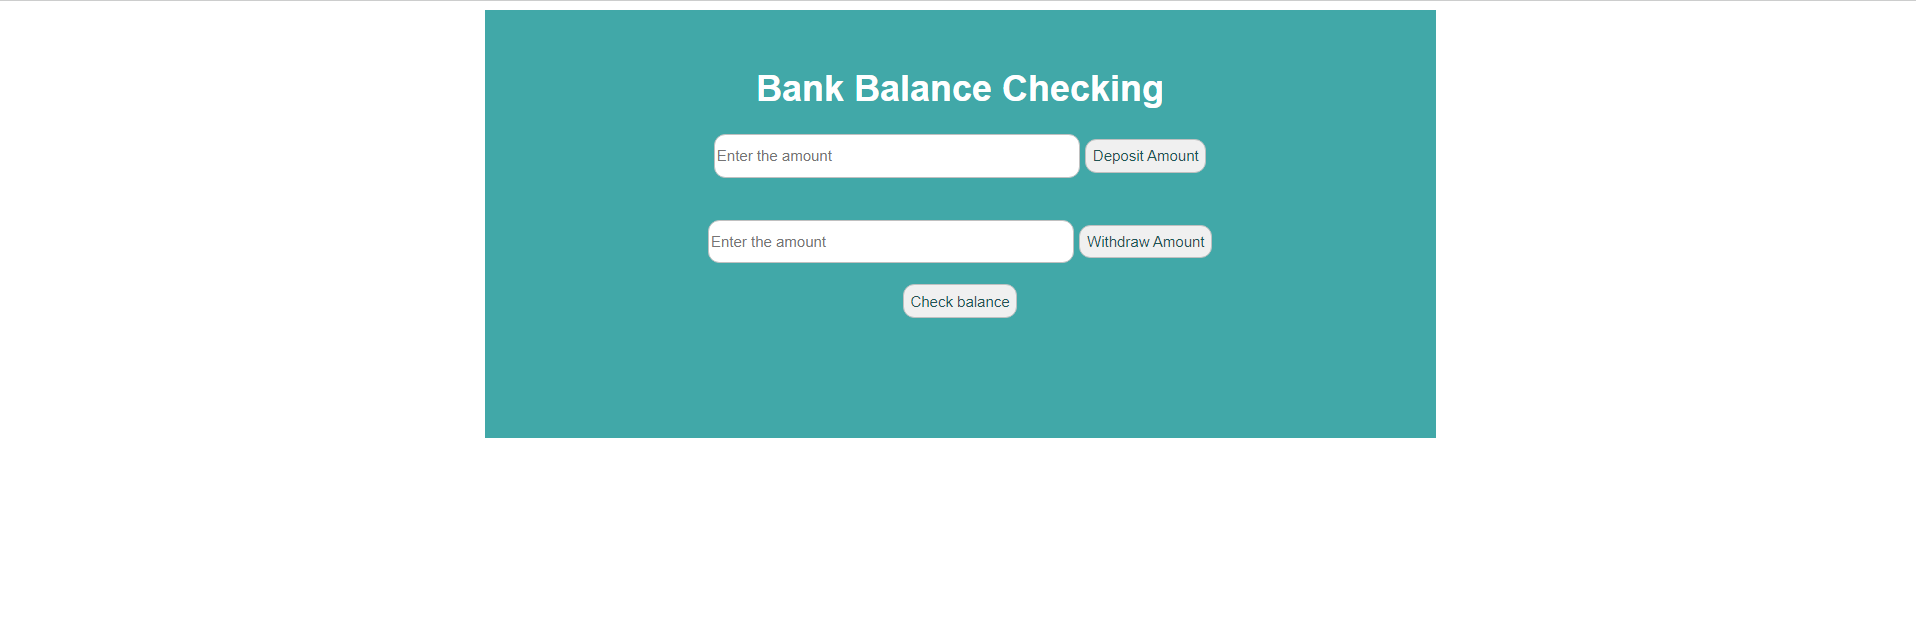 Bank Balance Checking
Enter the amount Deposit Amount
Enter the amount Withdraw Amount
Check balance